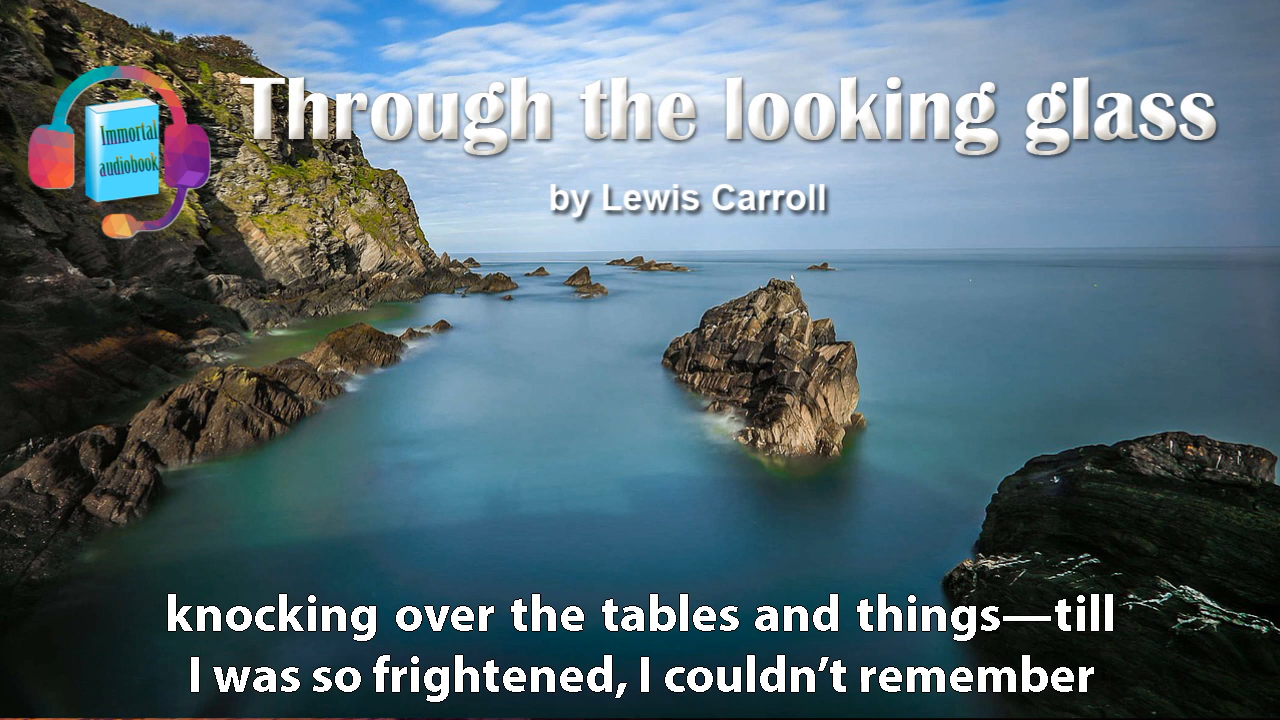 Through the looking glass
Immortal
audiobook
by Lewis Carroll
knocking over the tables and things—till
I was so frightened, I couldn’t remember